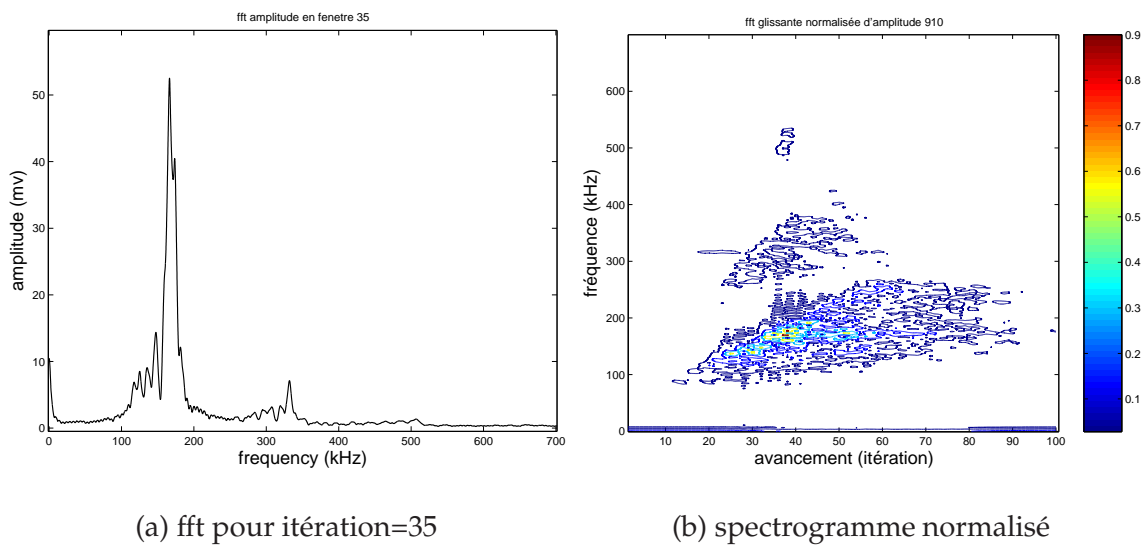 fft amplitude en fenetre 35
amplitude (mv)
50
40
30
20
10
0
0 100 200 300 400 500 600 700
frequency (kHz)
(a) fft pour itération=35
fft glissante normalisée d'amplitude 910
fréquence (kHz)
600
500
400
300
200
100
0
10 20 30 40 50 60 70 80 90 100
avancement (itération)
0.9
0.8
0.7
0.6
0.5
0.4
0.3
0.2
0.1
(b) spectrogramme normalisé